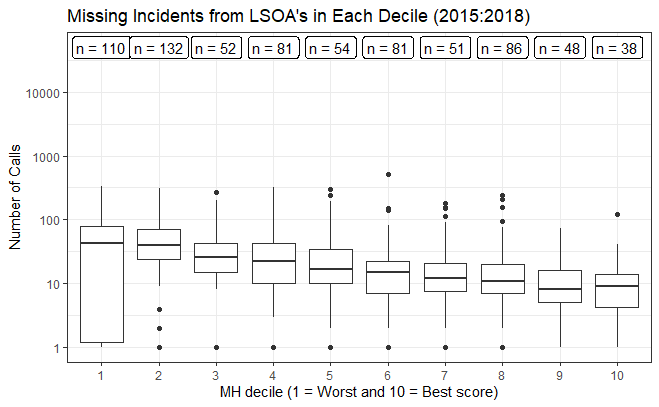 Missing Incidents from LSOA's in Each Decile (2015:2018)
n = 110 n = 132 n = 52 n = 81 n = 54 n = 81 n = 51 n = 86 n = 48 n = 38
10000
1000
100
10
1
Number of Calls
1 2 3 4 5 6 7 8 9 10
MH decile (1 = Worst and 10 = Best score)